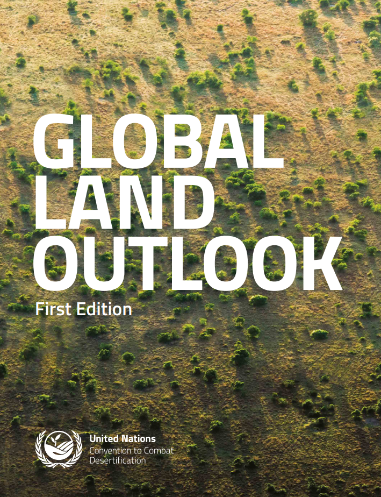 GLOBAL
LAND
OUTLOOK
First Edition
United Nations
Convention to Combat
Desertification